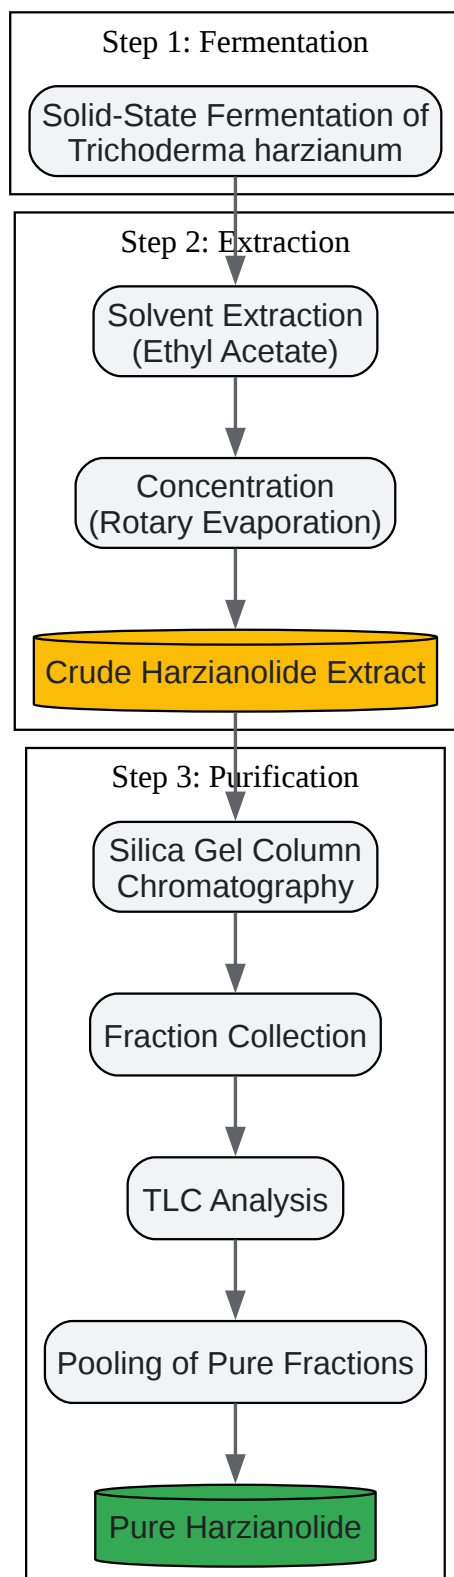 Step 1: Fermentation
Solid-State Fermentation of
Trichoderma harzianum
Step 2: Extraction
Solvent Extraction
(Ethyl Acetate)
Concentration
(Rotary Evaporation)
Crude Harzianolide Extract
Step 3: Purification
Silica Gel Column
Chromatography
Fraction Collection
TLC Analysis
Pooling of Pure Fractions
Pure Harzianolide